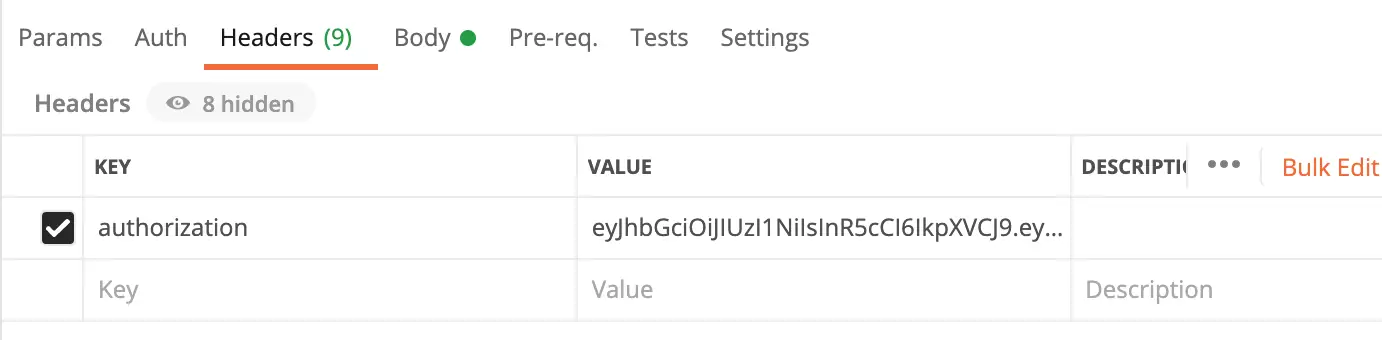 Params Auth Headers (9) Body Pre-req. Tests Settings
Headers 8 hidden
KEY VALUE DESCRIPTI ••• Bulk Edit
authorization eyJhbGciOiJIUzI1NiIsInR5cCI6IkpXVCJ9.ey...
Key Value Description